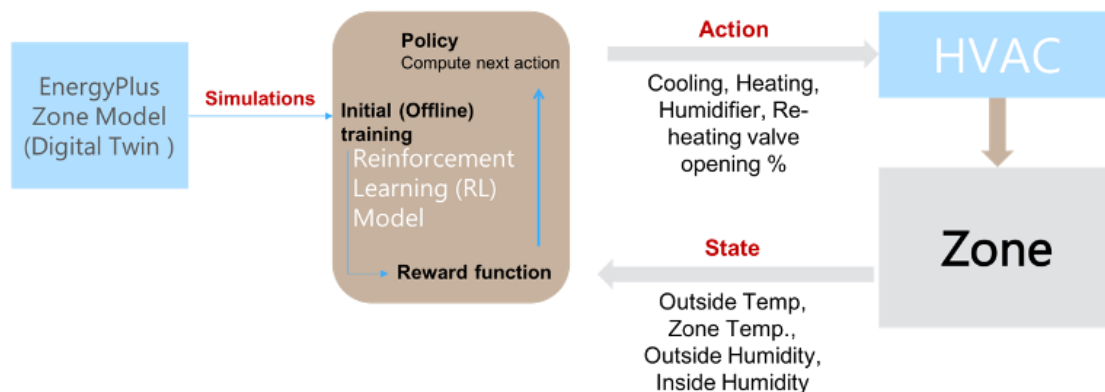 EnergyPlus
Zone Model
(Digital Twin )
Simulations
Policy
Compute next action
Initial (Offline)
training
Reinforcement
Learning (RL)
Model
Reward function
Action
Cooling, Heating,
Humidifier, Re-
heating valve
opening %
HVAC
Zone
State
Outside Temp,
Zone Temp.,
Outside Humidity,
Inside Humidity